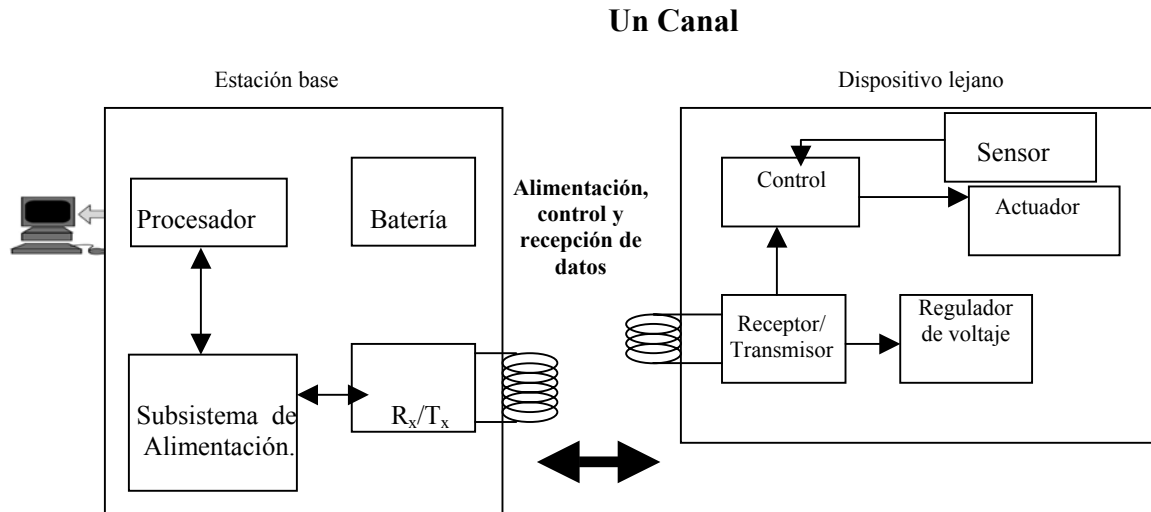 Un Canal
Estación base
Dispositivo lejano
Procesador
Batería
Subsistema de
Alimentación.
Rx/Tx
Alimentación,
control y
recepción de
datos
Sensor
Control
Actuador
Receptor/
Transmisor
Regulador
de voltaje